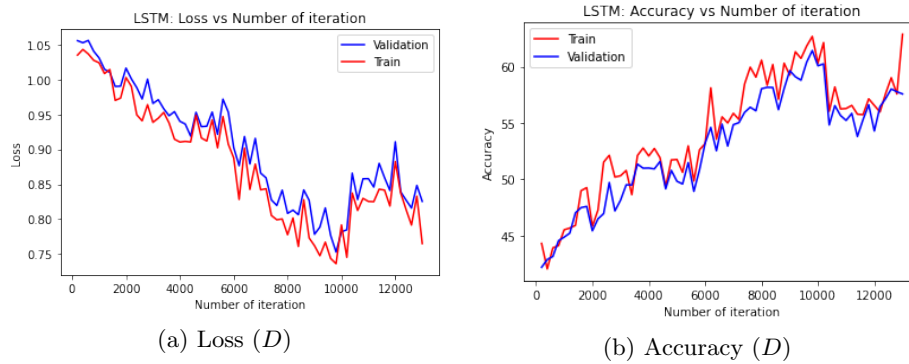 LSTM: Loss vs Number of iteration
Validation
Train
1.05
1.00
0.95
0.90
0.85
0.80
0.75
Loss
0 2000 4000 6000 8000 10000 12000
Number of iteration
(a) Loss (D)
LSTM: Accuracy vs Number of iteration
Train
Validation
60
55
50
45
Accuracy
0 2000 4000 6000 8000 10000 12000
Number of iteration
(b) Accuracy (D)